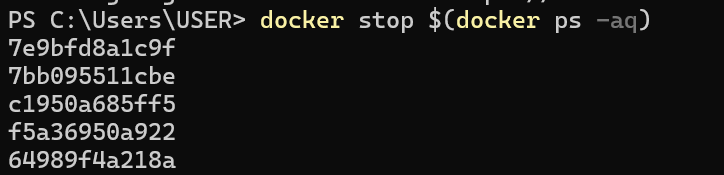 PS C:\Users\USER> docker stop $(docker ps -aq)
7e9bfd8a1c9f
7bb095511cbe
c1950a685ff5
f5a36950a922
64989f4a218a